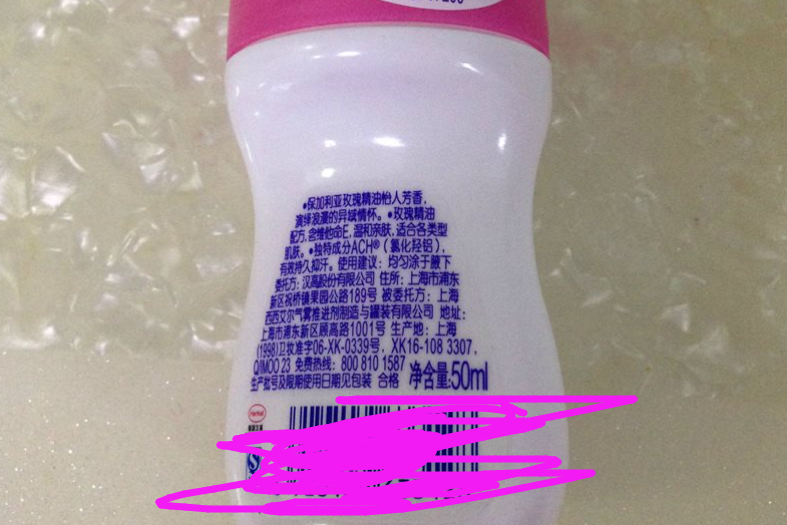 •保加利亚玫瑰精油怡人芳香,
演绎浪漫的异域情怀。•玫瑰精油
配方,含维他命E,温和亲肤,适合各类型
肌肤。•独特成分ACH®(氯化羟铝),
有效持久抑汗。使用建议:均匀涂于腋下
委托方:汉高股份有限公司 住所:上海市浦东
新区祝桥镇果园公路189号 被委托方:上海
西西艾尔气雾推进剂制造与罐装有限公司 地址:
上海市浦东新区顾高路1001号 生产地:上海
(1998)卫妆准字06-XK-0339号, XK16-108 3307,
Q/IMOO 23 免费热线:800 810 1587
生产批号及限期使用日期见包装 合格 净含量:50ml
Henkel